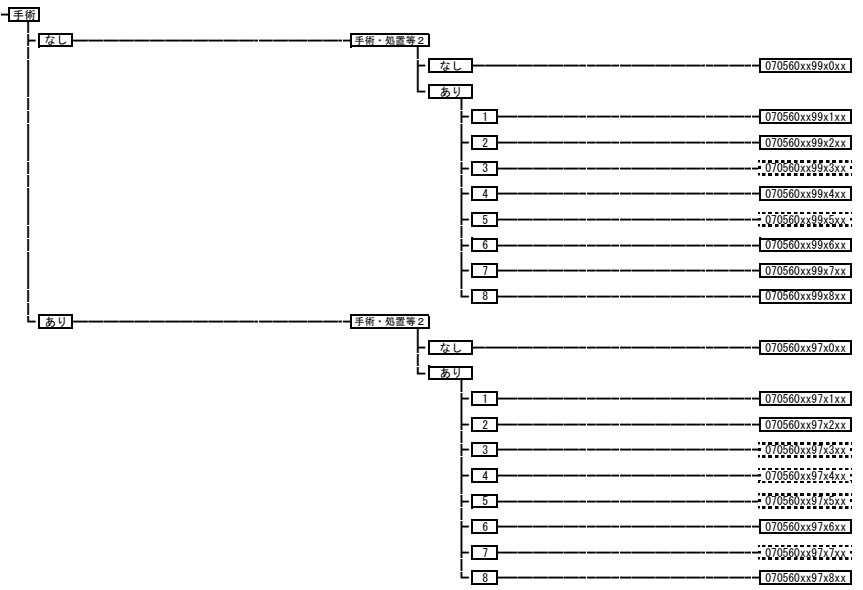 手術
なし 手術・処置等2
なし 070560xx99x0xx
あり
1 070560xx99x1xx
2 070560xx99x2xx
3 070560xx99x3xx
4 070560xx99x4xx
5 070560xx99x5xx
6 070560xx99x6xx
7 070560xx99x7xx
8 070560xx99x8xx
あり 手術・処置等2
なし 070560xx97x0xx
あり
1 070560xx97x1xx
2 070560xx97x2xx
3 070560xx97x3xx
4 070560xx97x4xx
5 070560xx97x5xx
6 070560xx97x6xx
7 070560xx97x7xx
8 070560xx97x8xx